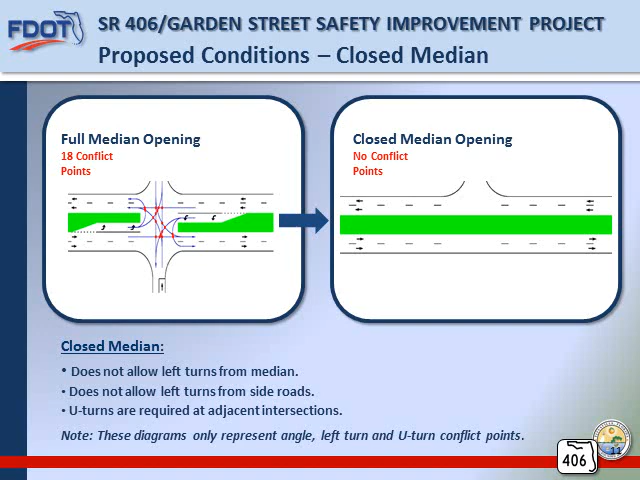 FDOT
SR 406/GARDEN STREET SAFETY IMPROVEMENT PROJECT
Proposed Conditions – Closed Median
Full Median Opening
18 Conflict
Points
Closed Median Opening
No Conflict
Points
Closed Median:
• Does not allow left turns from median.
• Does not allow left turns from side roads.
• U-turns are required at adjacent intersections.
Note: These diagrams only represent angle, left turn and U-turn conflict points.
406
11